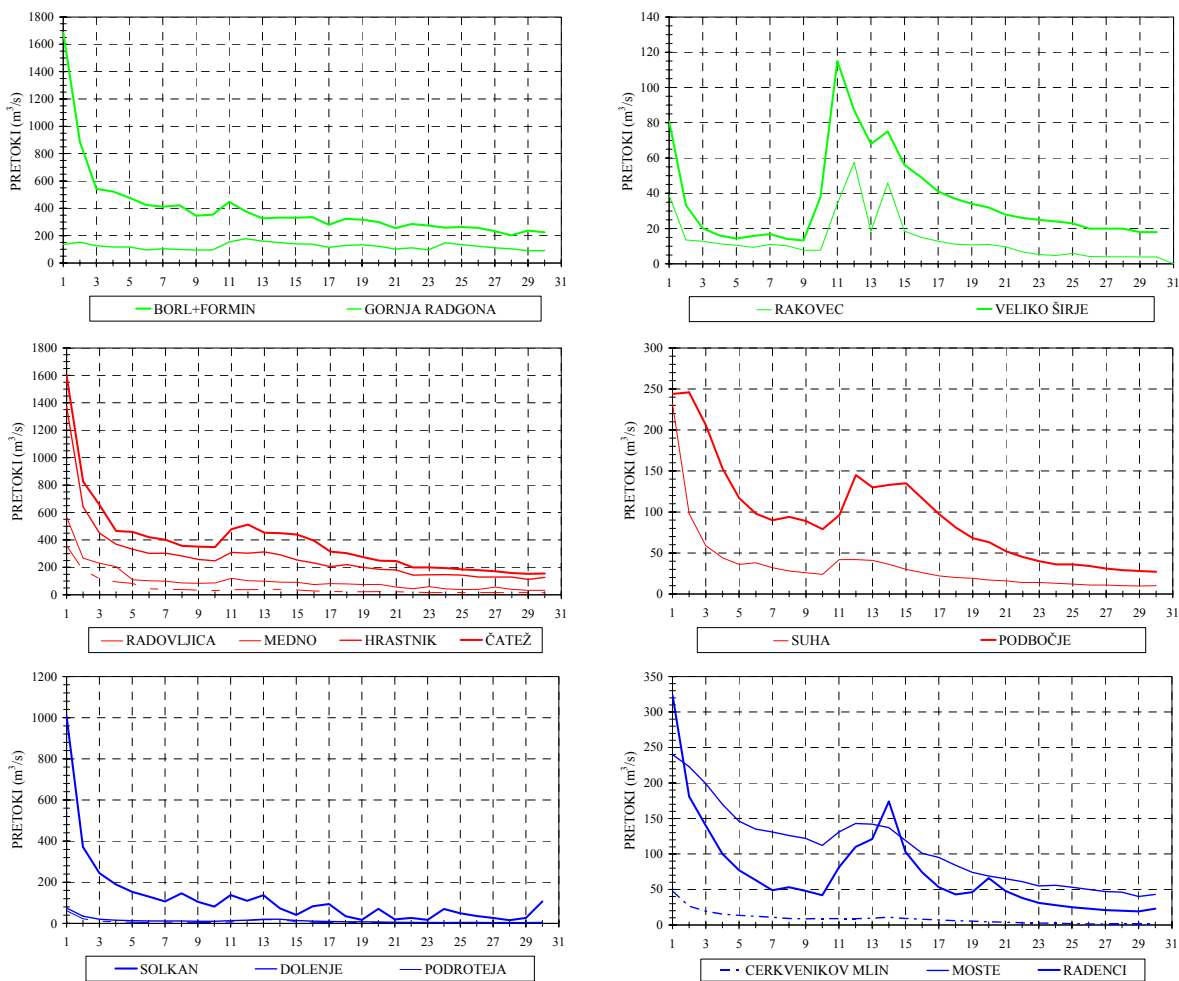 PRETOKI (m³/s)
1800
1600
1400
1200
1000
800
600
400
200
0
1 3 5 7 9 11 13 15 17 19 21 23 25 27 29 31
BORL+FORMIN GORNJA RADGONA
PRETOKI (m³/s)
140
120
100
80
60
40
20
0
1 3 5 7 9 11 13 15 17 19 21 23 25 27 29 31
RAKOVEC VELIKO ŠIRJE
PRETOKI (m³/s)
1800
1600
1400
1200
1000
800
600
400
200
0
1 3 5 7 9 11 13 15 17 19 21 23 25 27 29 31
RADOVLJICA MEDNO HRASTNIK ČATEŽ
PRETOKI (m³/s)
300
250
200
150
100
50
0
1 3 5 7 9 11 13 15 17 19 21 23 25 27 29 31
SUHA PODBOČJE
PRETOKI (m³/s)
1200
1000
800
600
400
200
0
1 3 5 7 9 11 13 15 17 19 21 23 25 27 29 31
SOLKAN DOLENJE PODROTEJA
PRETOKI (m³/s)
350
300
250
200
150
100
50
0
1 3 5 7 9 11 13 15 17 19 21 23 25 27 29 31
CERKVENIKOV MLIN MOSTE RADENCI